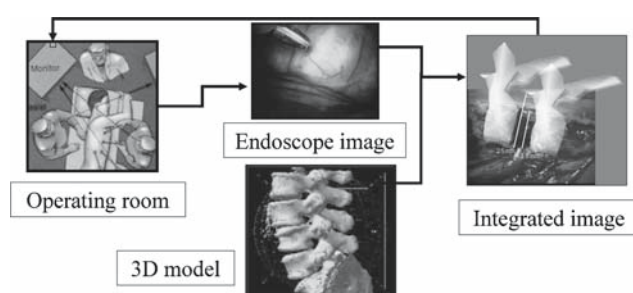 Monitor
Endoscope image
Operating room
Integrated image
3D model